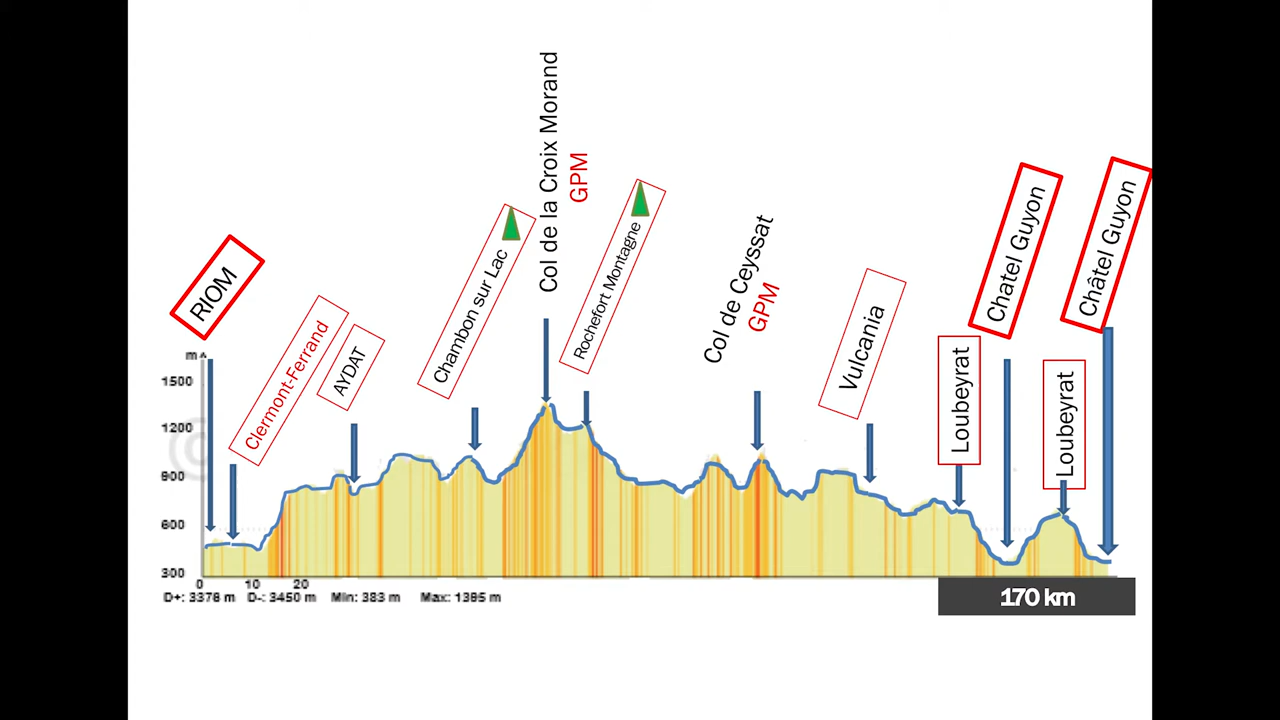 RIOM
Clermont-Ferrand
AYDAT
Chambon sur Lac
Col de la Croix Morand
GPM
Rochefort Montagne
Col de Ceyssat
GPM
Vulcania
Loubeyrat
Chatel Guyon
Loubeyrat
Châtel Guyon
m
1500
1200
900
600
300
0 10 20
D+: 3378 m D-: 3450 m Min: 383 m Max: 1395 m
170 km
©